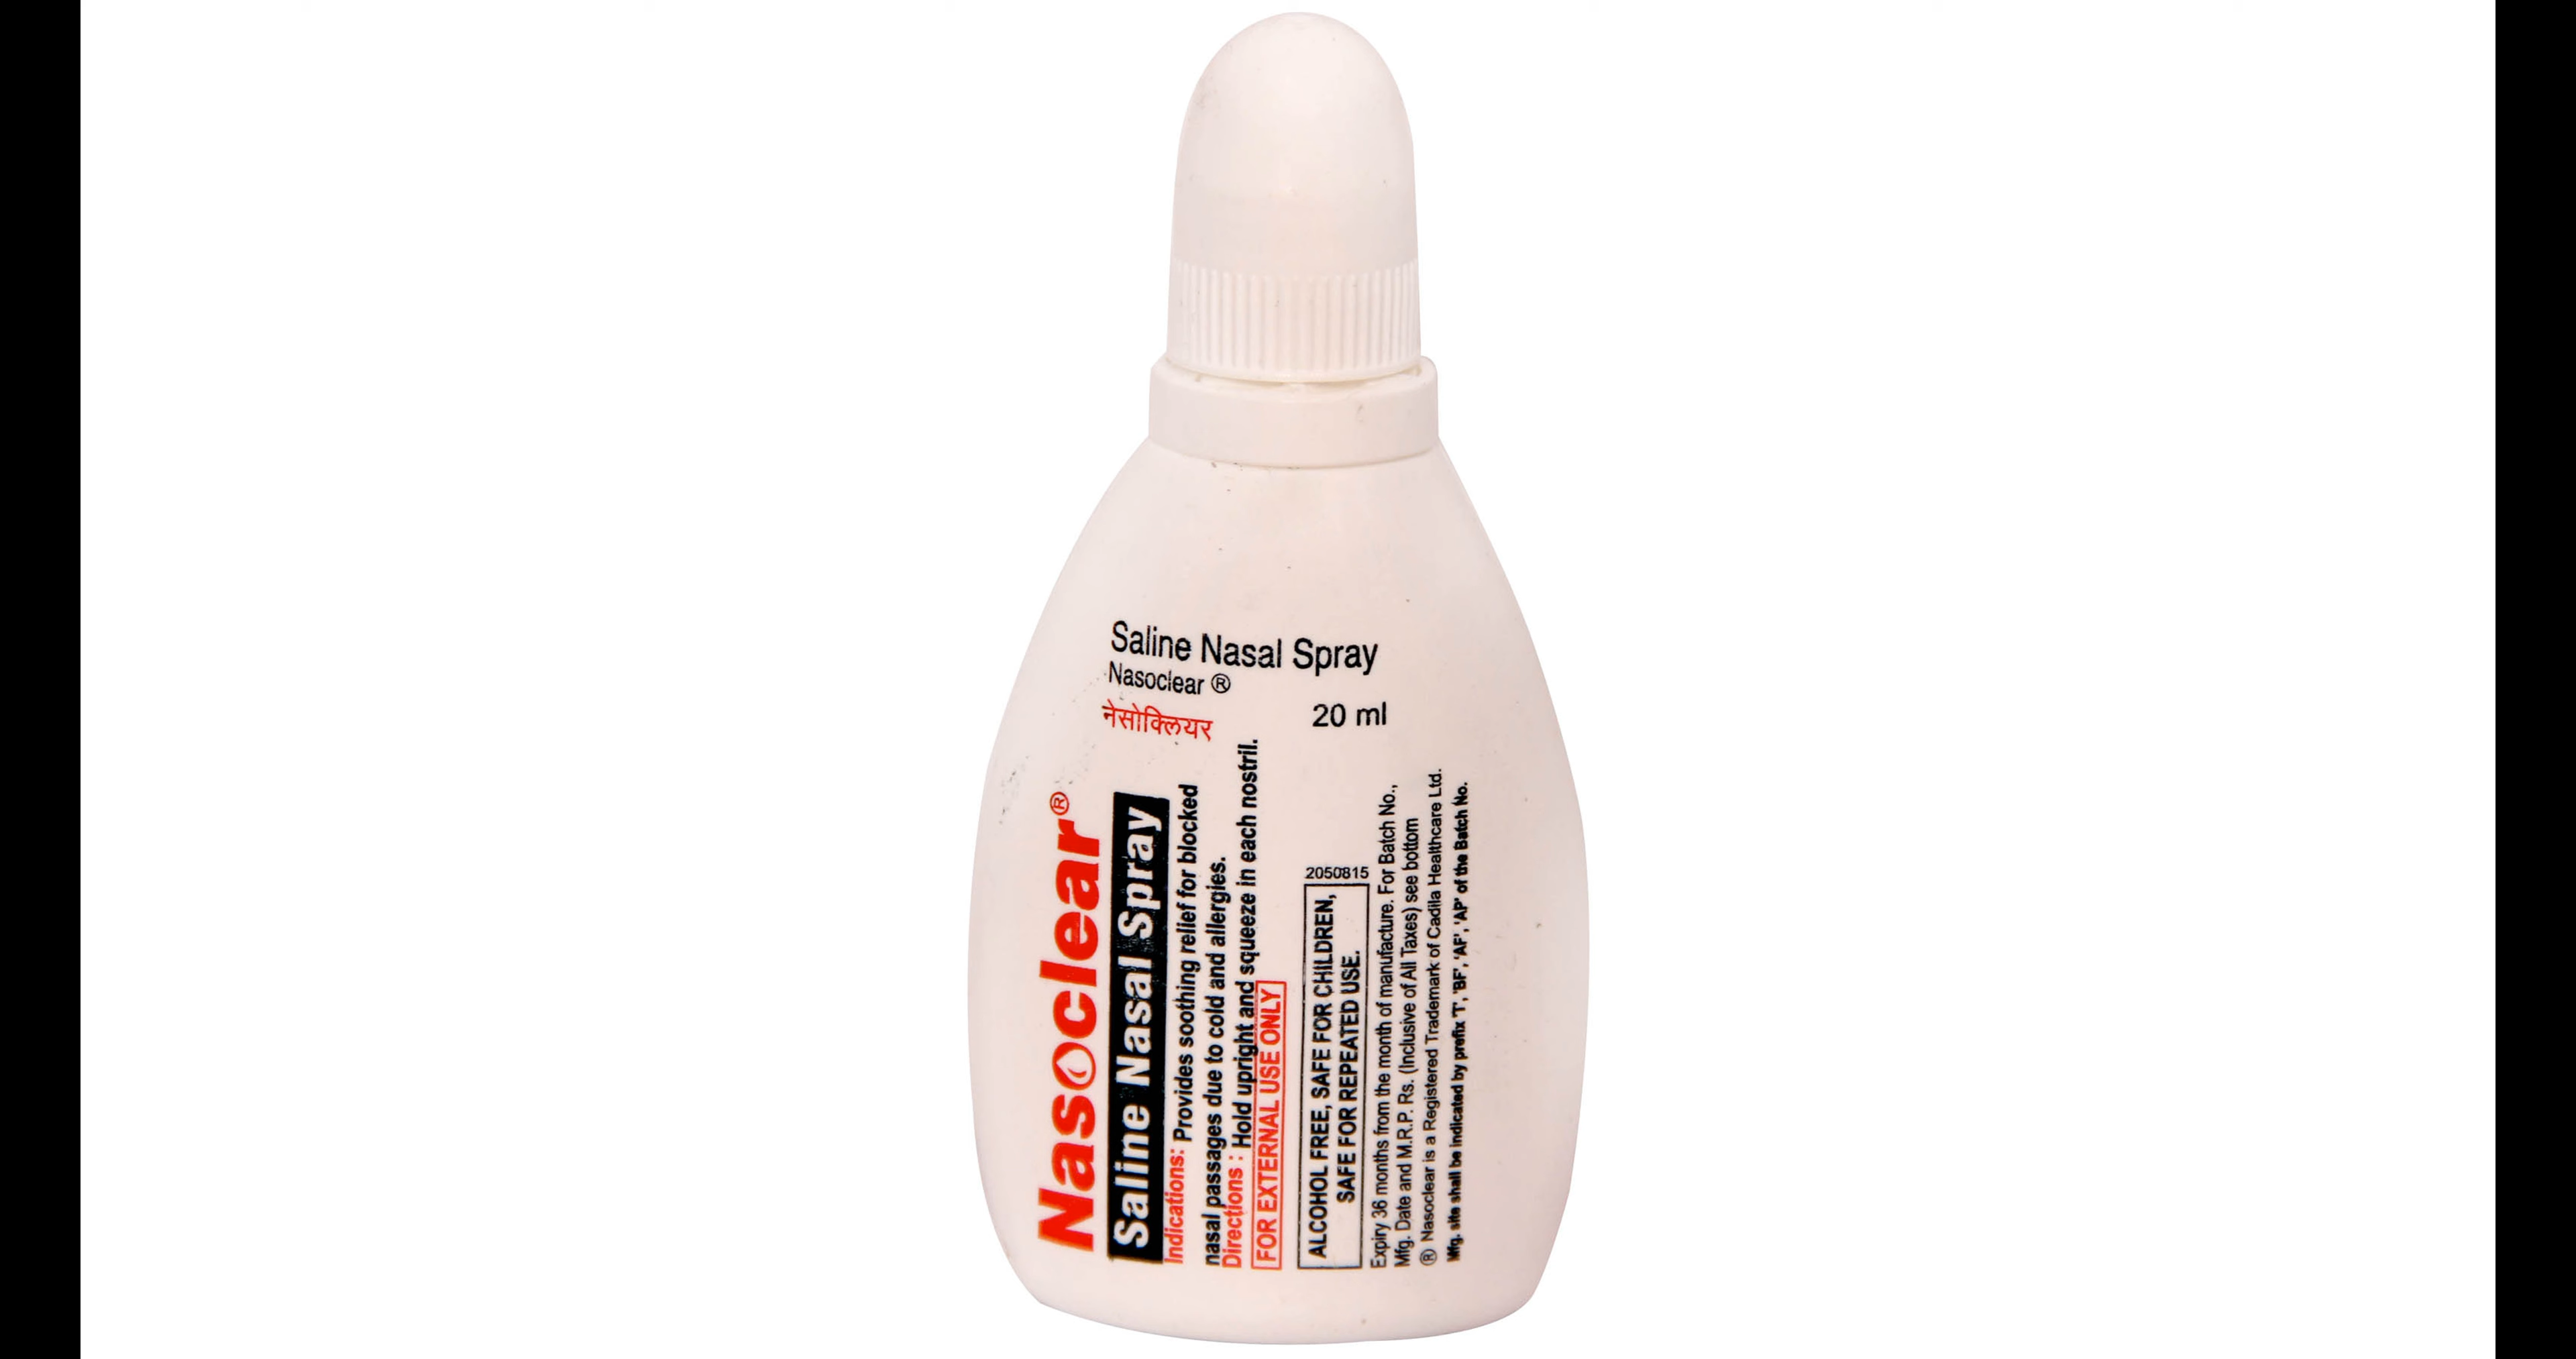 Saline Nasal Spray
Nasoclear ®
नेसोक्लियर
20 ml
Nasoclear®
Saline Nasal Spray
Indications: Provides soothing relief for blocked
nasal passages due to cold and allergies.
Directions : Hold upright and squeeze in each nostril.
FOR EXTERNAL USE ONLY
2050815
ALCOHOL FREE, SAFE FOR CHILDREN,
SAFE FOR REPEATED USE.
Expiry 36 months from the month of manufacture. For Batch No.,
Mfg. Date and M.R.P. Rs. (Inclusive of All Taxes) see bottom
® Nasoclear is a Registered Trademark of Cadila Healthcare Ltd.
Mfg. site shall be indicated by prefix 'T', 'BF', 'AF', 'AP' of the Batch No.